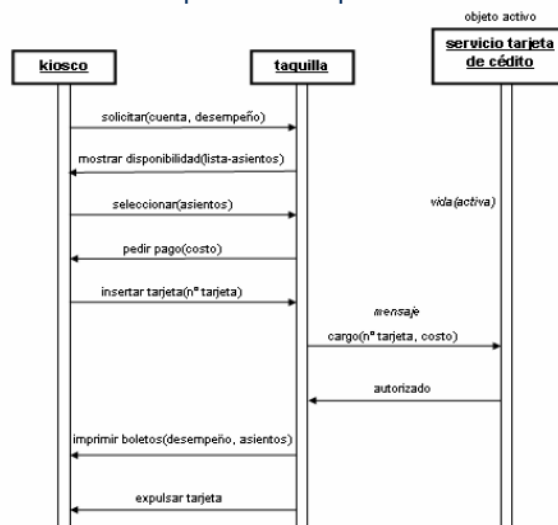 objeto activo
kiosco
taquilla
servicio tarjeta
de cédito
solicitar(cuenta, desempeño)
mostrar disponibilidad(lista-asientos)
seleccionar(asientos)
vida(activa)
pedir pago(costo)
insertar tarjeta(nº tarjeta)
mensaje
cargo(nº tarjeta, costo)
autorizado
imprimir boletos(desempeño, asientos)
expulsar tarjeta